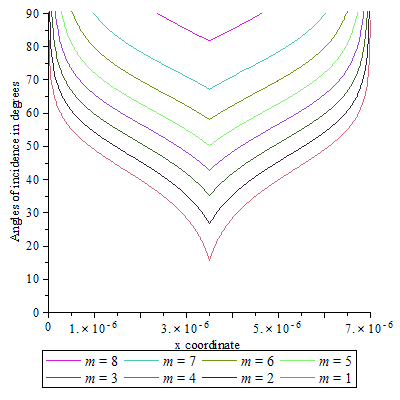 90
80
70
60
50
40
30
20
10
0
Angles of incidence in degrees
0 1. × 10⁻⁶ 3. × 10⁻⁶ 5. × 10⁻⁶ 7. × 10⁻⁶
x coordinate
m = 8 m = 7 m = 6 m = 5
m = 3 m = 4 m = 2 m = 1